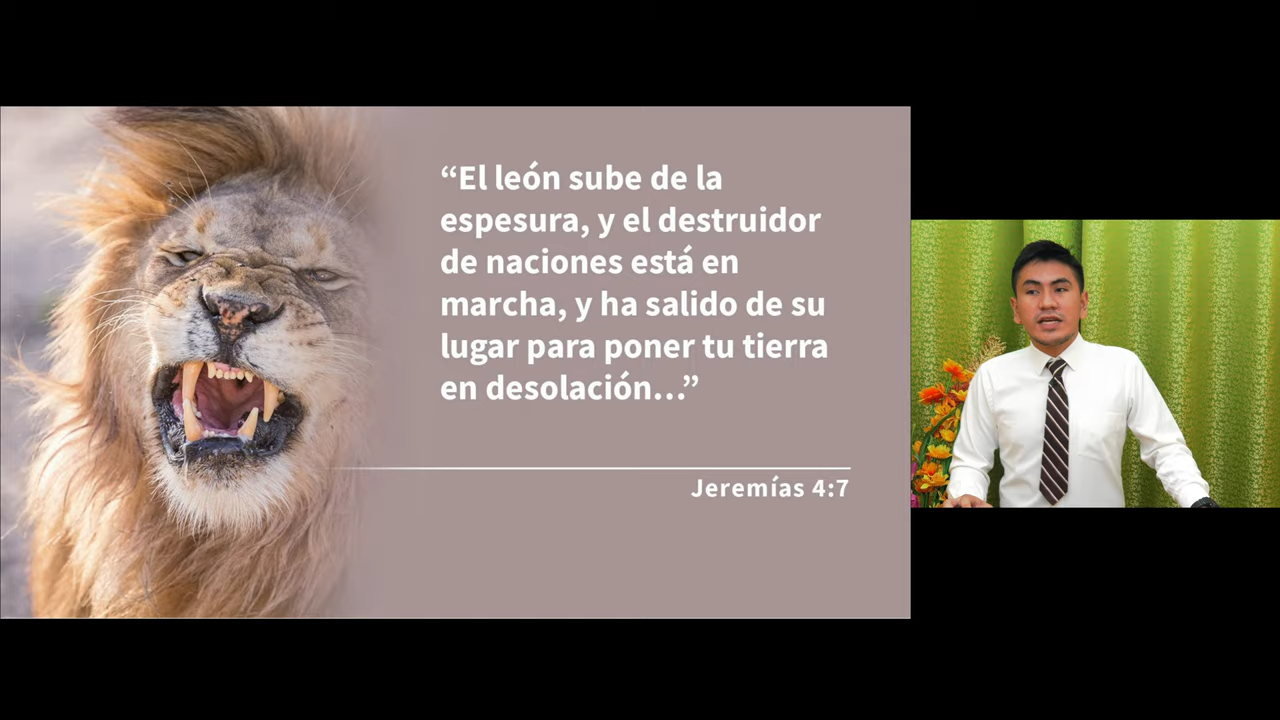 “El león sube de la
espesura, y el destruidor
de naciones está en
marcha, y ha salido de su
lugar para poner tu tierra
en desolación...”
Jeremías 4:7